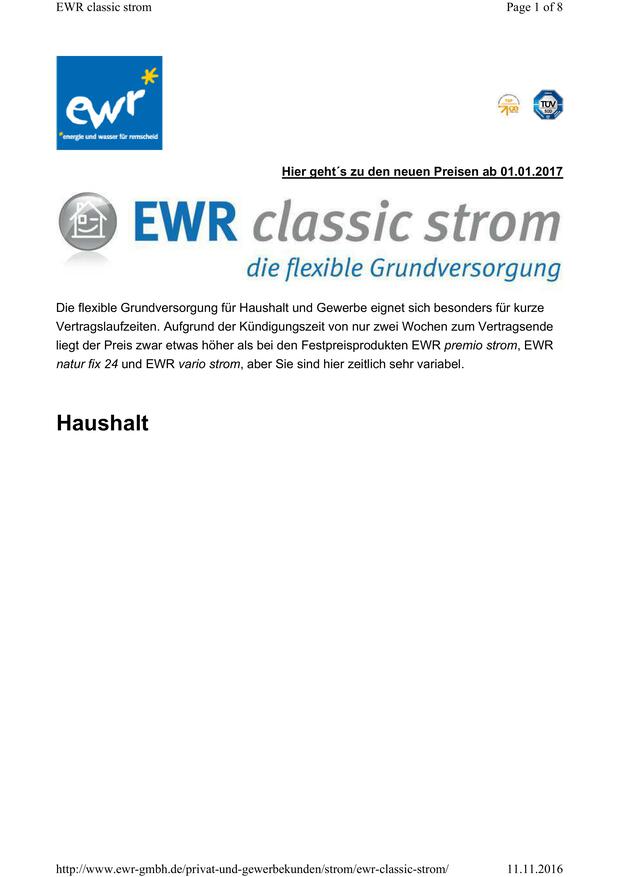 EWR classic strom Page 1 of 8
ewr
*energie und wasser für remscheid
TOP
TÜV
SÜD
Hier geht´s zu den neuen Preisen ab 01.01.2017
EWR classic strom
die flexible Grundversorgung
Die flexible Grundversorgung für Haushalt und Gewerbe eignet sich besonders für kurze
Vertragslaufzeiten. Aufgrund der Kündigungszeit von nur zwei Wochen zum Vertragsende
liegt der Preis zwar etwas höher als bei den Festpreisprodukten EWR premio strom, EWR
natur fix 24 und EWR vario strom, aber Sie sind hier zeitlich sehr variabel.
Haushalt
http://www.ewr-gmbh.de/privat-und-gewerbekunden/strom/ewr-classic-strom/ 11.11.2016